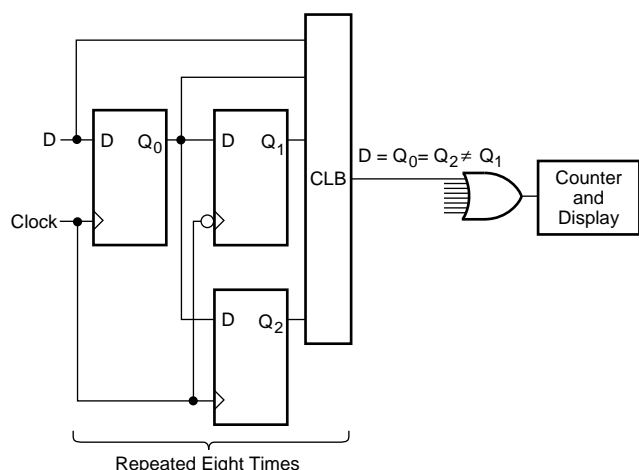 D
D
Q0
D
Q1
CLB
D = Q0 = Q2 ≠ Q1
Counter
and
Display
Clock
D
Q2
Repeated Eight Times